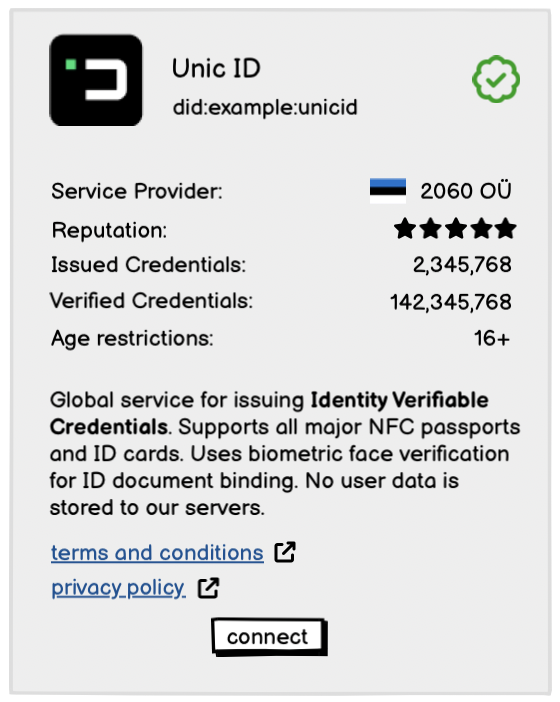 Unic ID
did:example:unicid
Service Provider: 2060 OÜ
Reputation:
Issued Credentials: 2,345,768
Verified Credentials: 142,345,768
Age restrictions: 16+
Global service for issuing Identity Verifiable
Credentials. Supports all major NFC passports
and ID cards. Uses biometric face verification
for ID document binding. No user data is
stored to our servers.
terms and conditions
privacy policy
connect